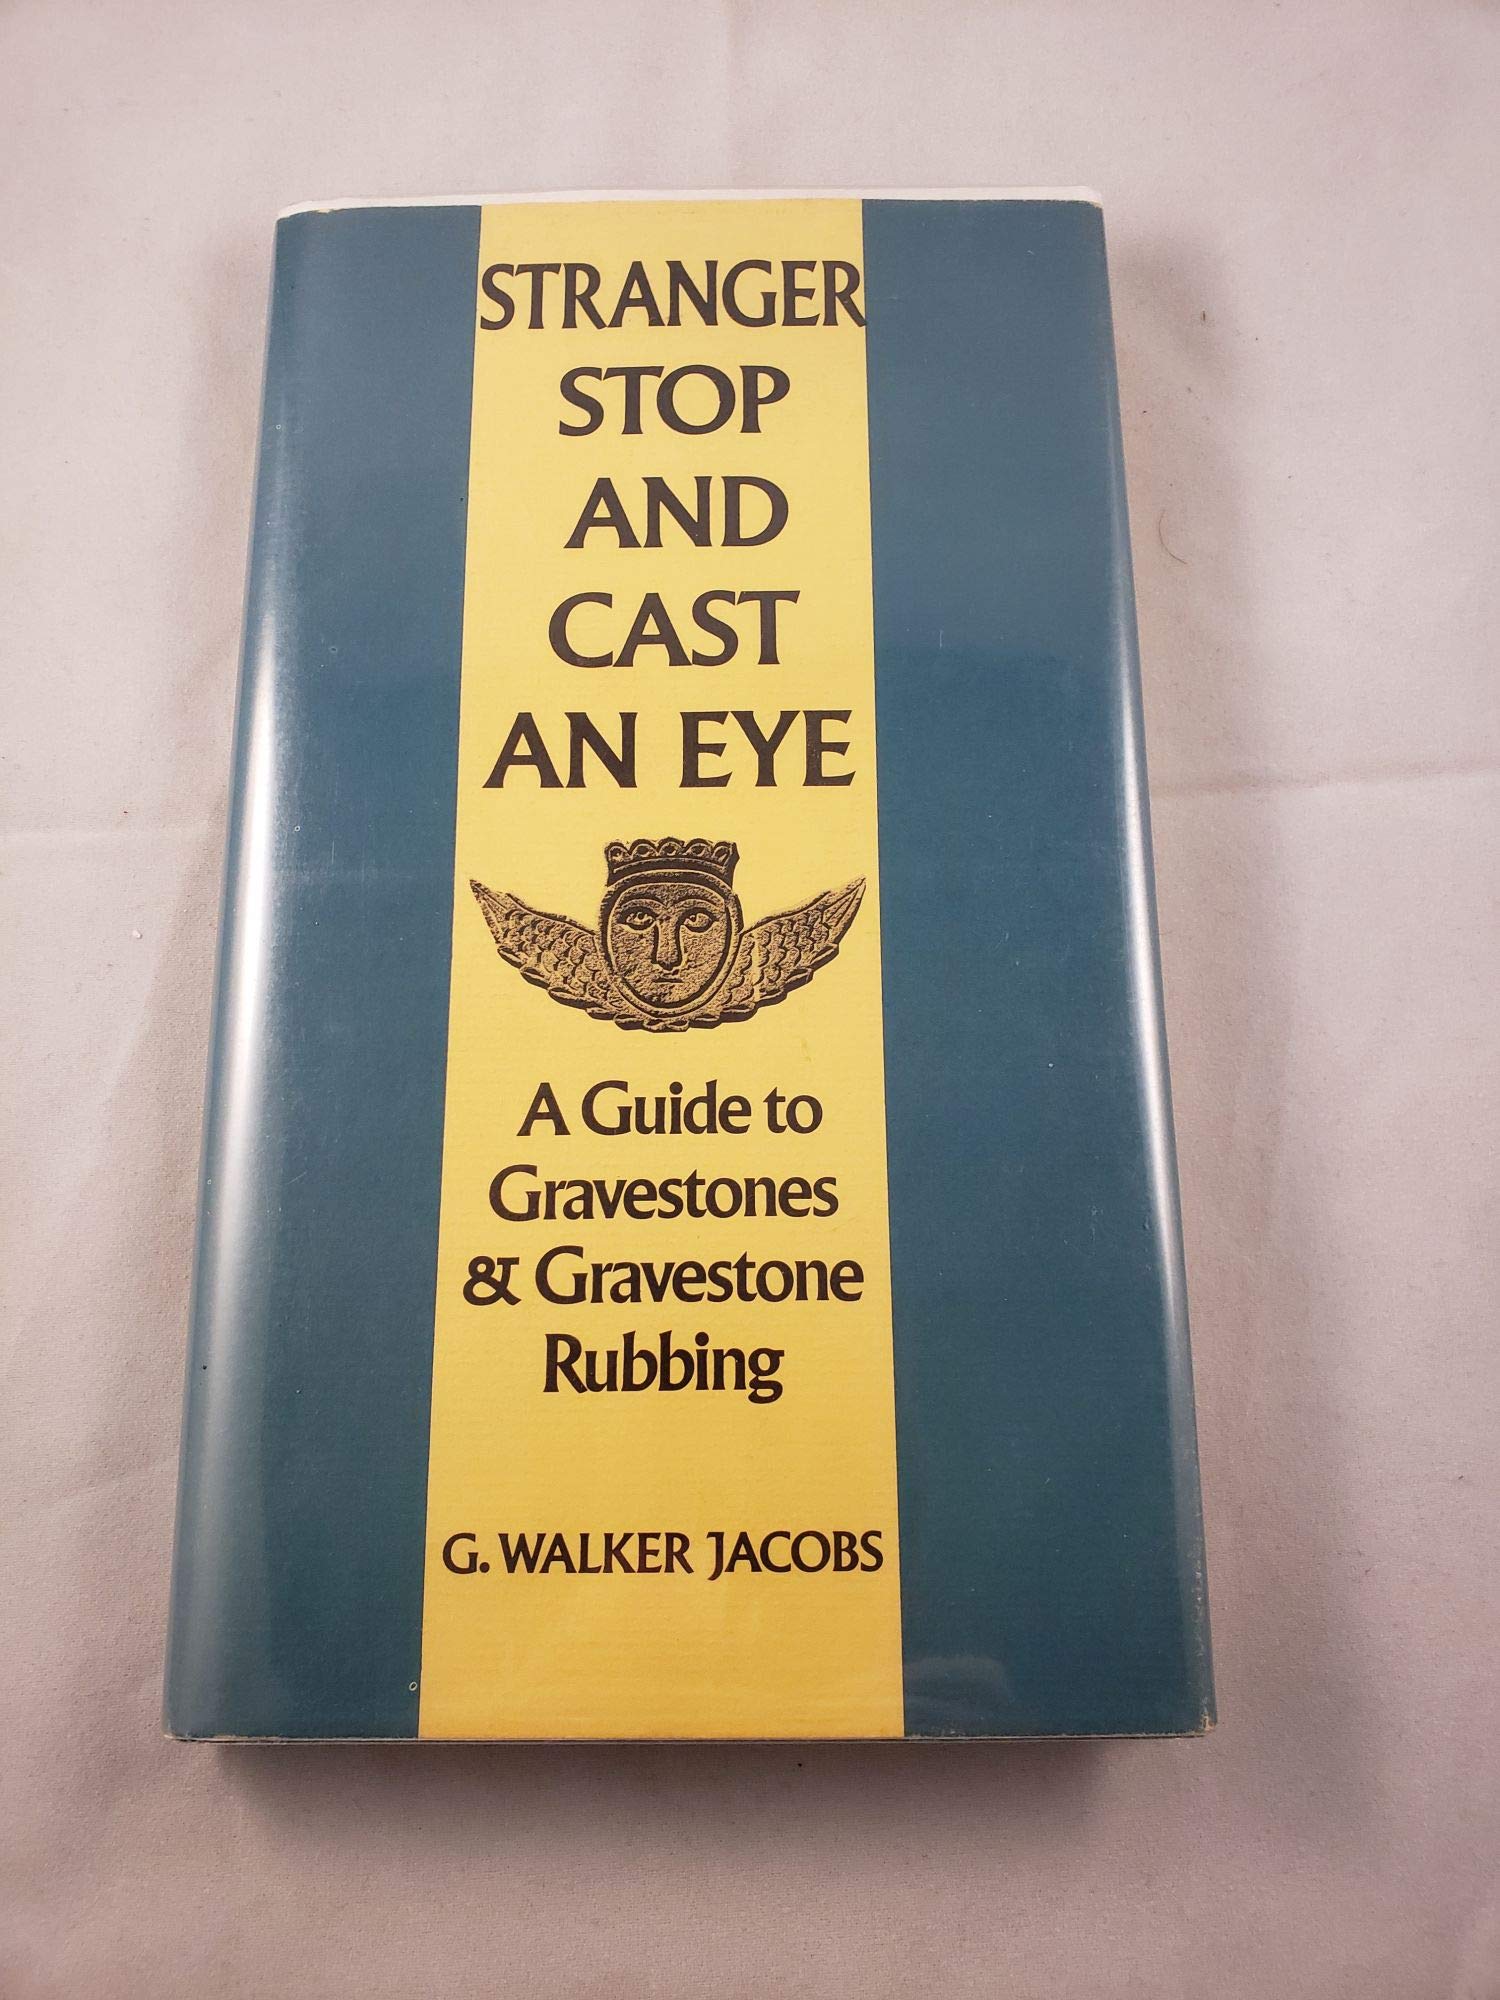 STRANGER
STOP
AND
CAST
AN EYE
A Guide to
Gravestones
& Gravestone
Rubbing
G. WALKER JACOBS